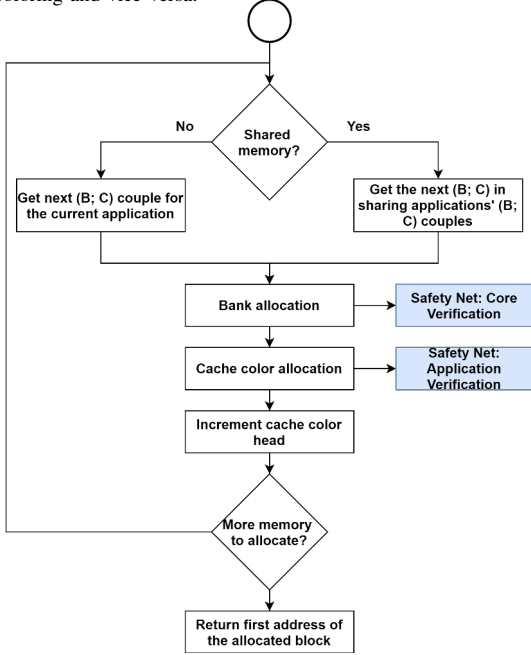 coloring and vice versa.
No
Shared
memory?
Yes
Get next (B; C) couple for
the current application
Get the next (B; C) in
sharing applications' (B;
C) couples
Bank allocation
Safety Net: Core
Verification
Cache color allocation
Safety Net:
Application
Verification
Increment cache color
head
More memory
to allocate?
Return first address of
the allocated block